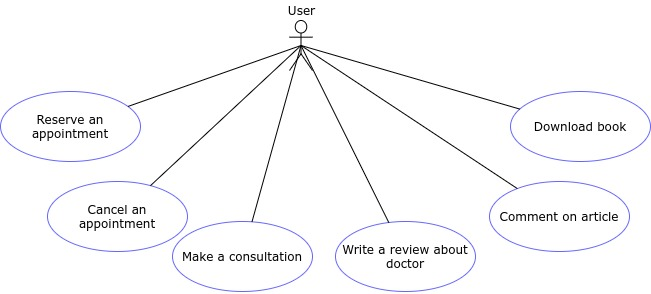 User
Reserve an
appointment
Download book
Cancel an
appointment
Comment on article
Make a consultation
Write a review about
doctor